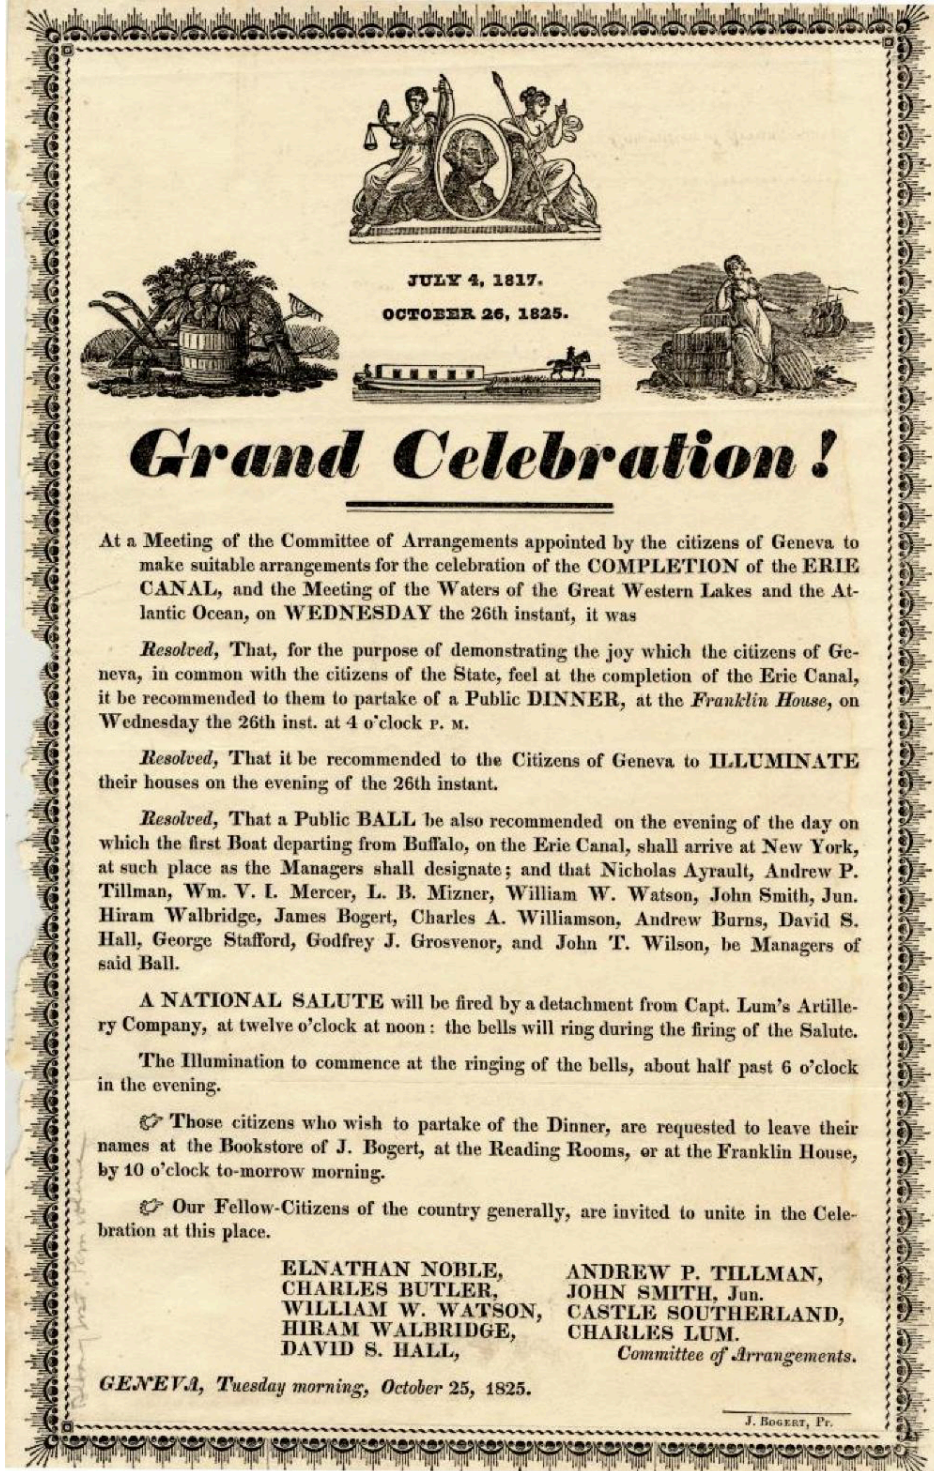 JULY 4, 1817.
OCTOBER 26, 1825.
Grand Celebration!
At a Meeting of the Committee of Arrangements appointed by the citizens of Geneva to
make suitable arrangements for the celebration of the COMPLETION of the ERIE
CANAL, and the Meeting of the Waters of the Great Western Lakes and the At-
lantic Ocean, on WEDNESDAY the 26th instant, it was
Resolved, That, for the purpose of demonstrating the joy which the citizens of Ge-
neva, in common with the citizens of the State, feel at the completion of the Erie Canal,
it be recommended to them to partake of a Public DINNER, at the Franklin House, on
Wednesday the 26th inst. at 4 o'clock P. M.
Resolved, That it be recommended to the Citizens of Geneva to ILLUMINATE
their houses on the evening of the 26th instant.
Resolved, That a Public BALL be also recommended on the evening of the day on
which the first Boat departing from Buffalo, on the Erie Canal, shall arrive at New York,
at such place as the Managers shall designate; and that Nicholas Ayrault, Andrew P.
Tillman, Wm. V. I. Mercer, L. B. Mizner, William W. Watson, John Smith, Jun.
Hiram Walbridge, James Bogert, Charles A. Williamson, Andrew Burns, David S.
Hall, George Stafford, Godfrey J. Grosvenor, and John T. Wilson, be Managers of
said Ball.
A NATIONAL SALUTE will be fired by a detachment from Capt. Lum's Artille-
ry Company, at twelve o'clock at noon: the bells will ring during the firing of the Salute.
The Illumination to commence at the ringing of the bells, about half past 6 o'clock
in the evening.
☞ Those citizens who wish to partake of the Dinner, are requested to leave their
names at the Bookstore of J. Bogert, at the Reading Rooms, or at the Franklin House,
by 10 o'clock to-morrow morning.
☞ Our Fellow-Citizens of the country generally, are invited to unite in the Cele-
bration at this place.
ELNATHAN NOBLE,
CHARLES BUTLER,
WILLIAM W. WATSON,
HIRAM WALBRIDGE,
DAVID S. HALL,
ANDREW P. TILLMAN,
JOHN SMITH, Jun.
CASTLE SOUTHERLAND,
CHARLES LUM.
Committee of Arrangements.
GENEVA, Tuesday morning, October 25, 1825.
J. BOGERT, Pr.